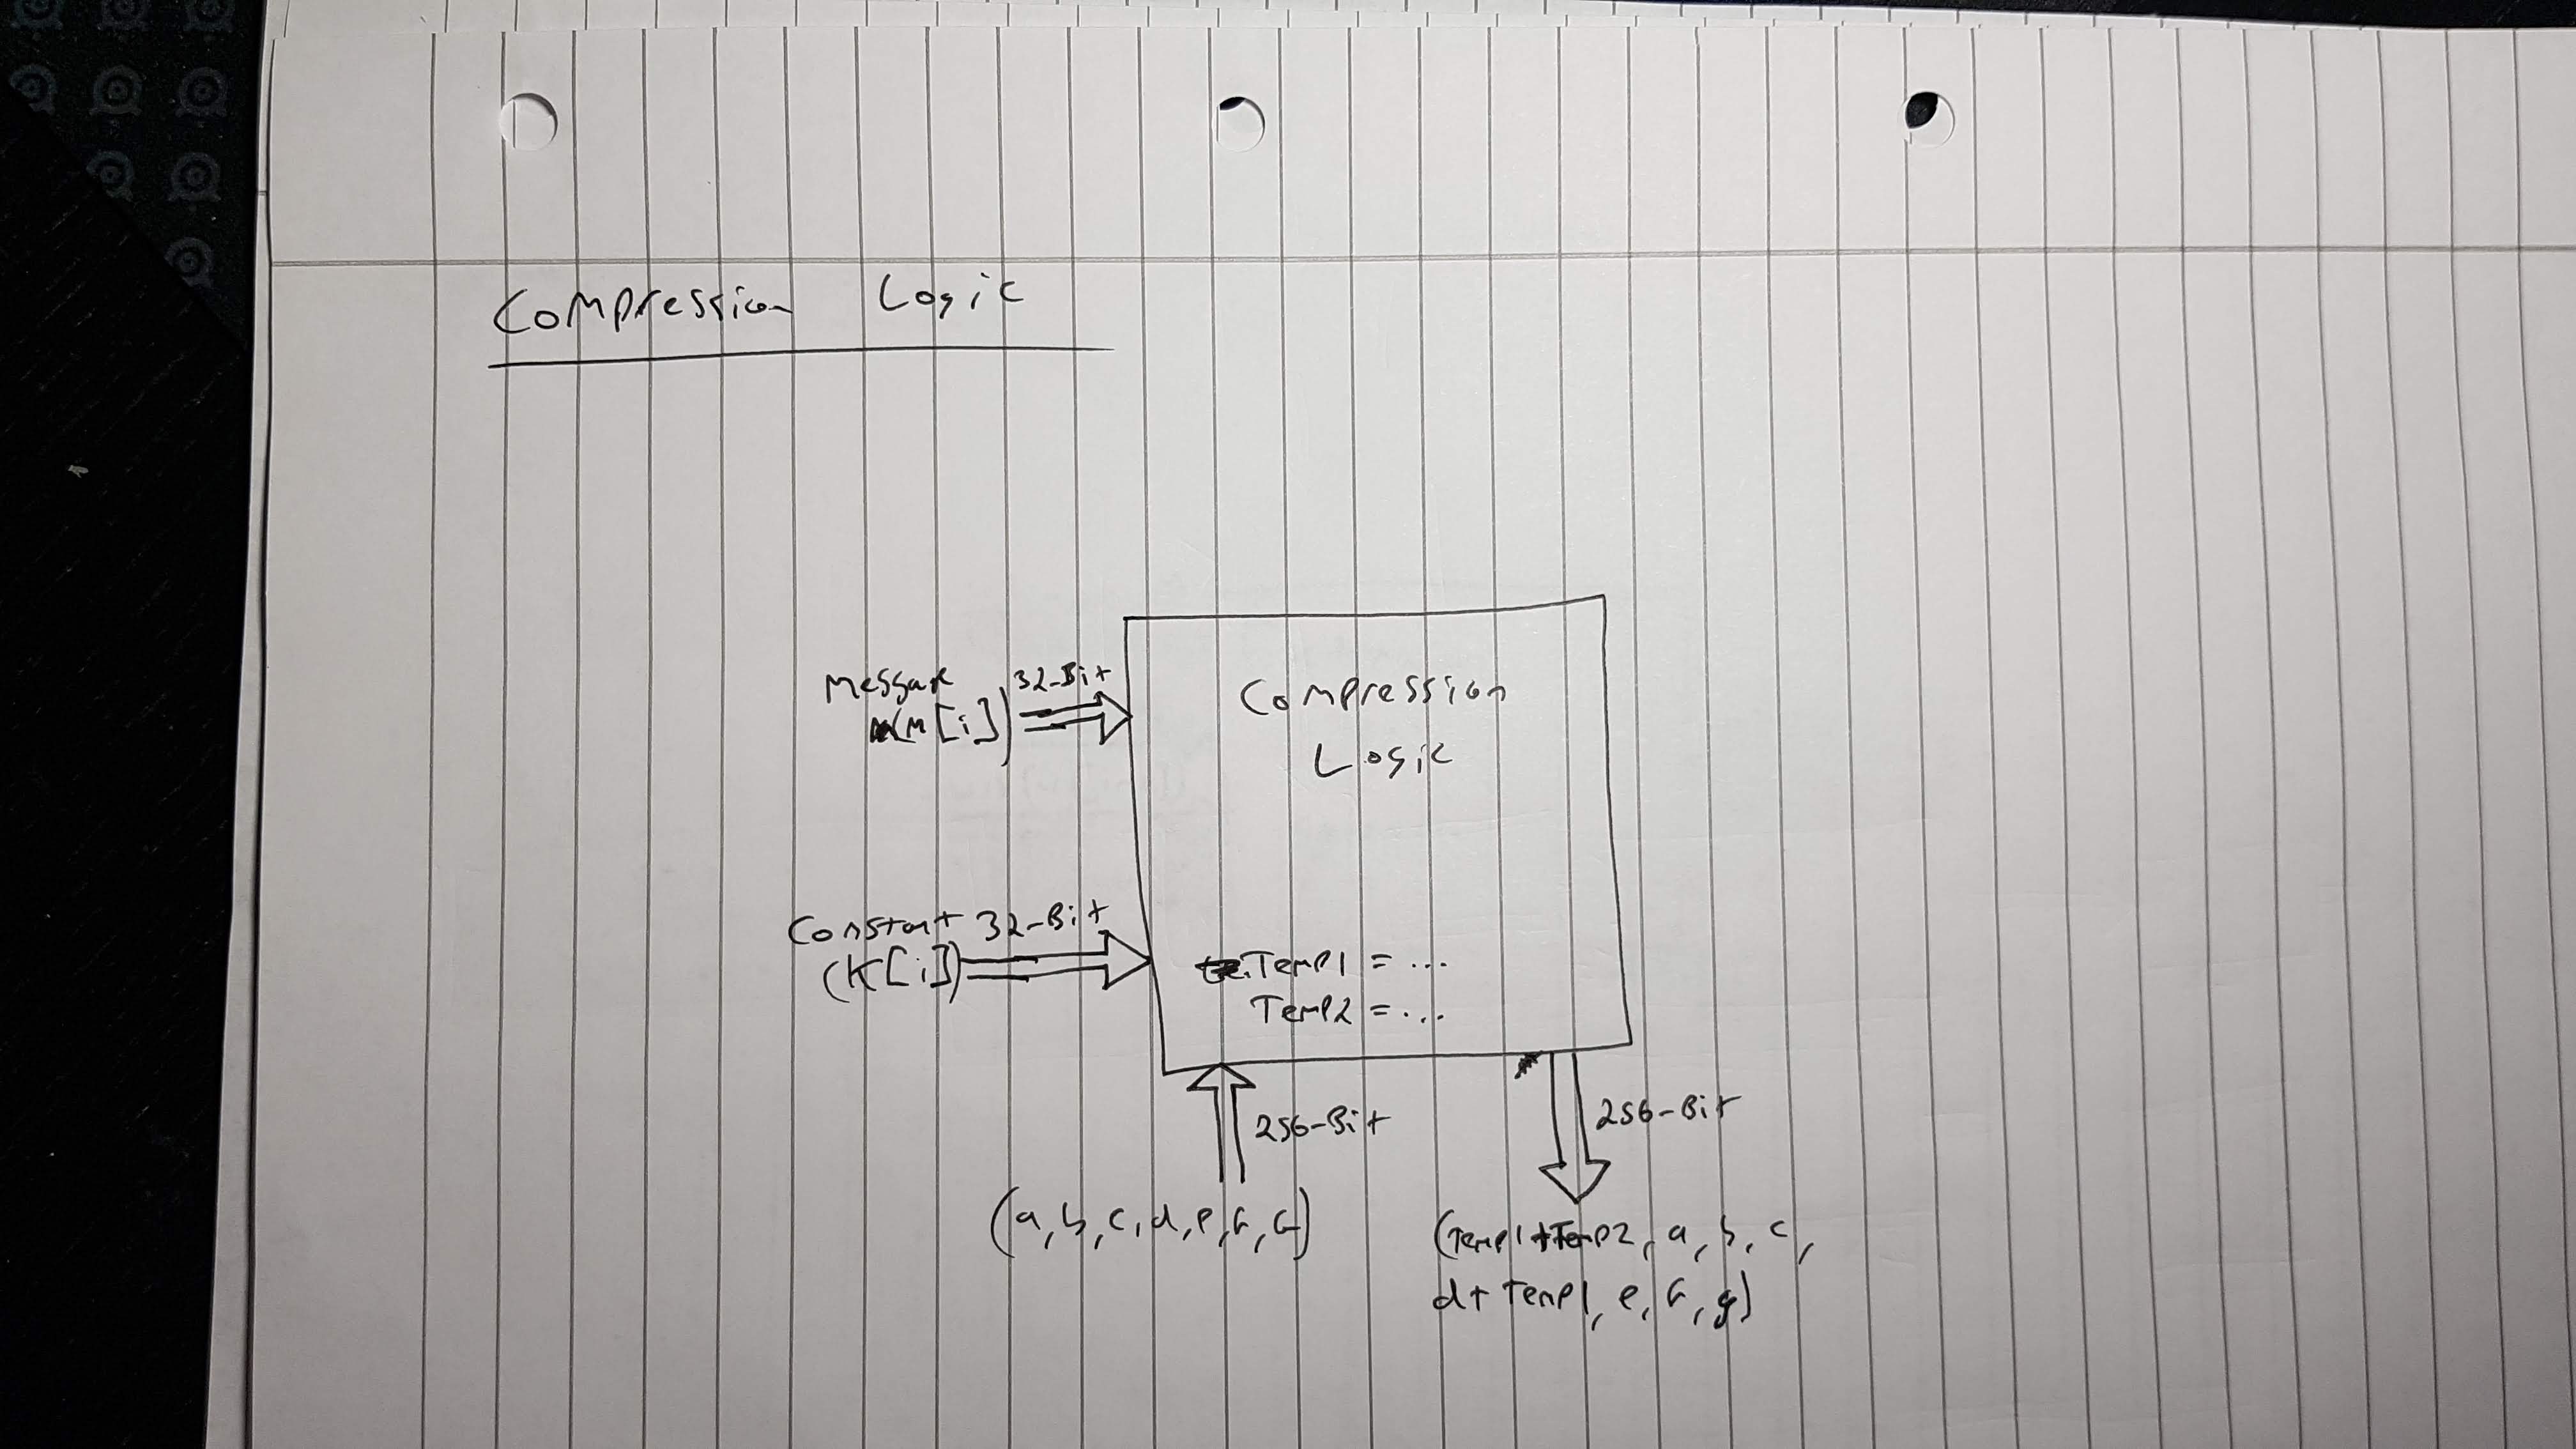 Compression Logic
Message 32-Bit
(M[i])
Compression
Logic
Constant 32-Bit
(K[i])
Temp1 = ...
Temp2 = ...
256-Bit
256-Bit
(a, b, c, d, e, f, G)
(Temp1+Temp2, a, b, c,
d+Temp1, e, f, g)